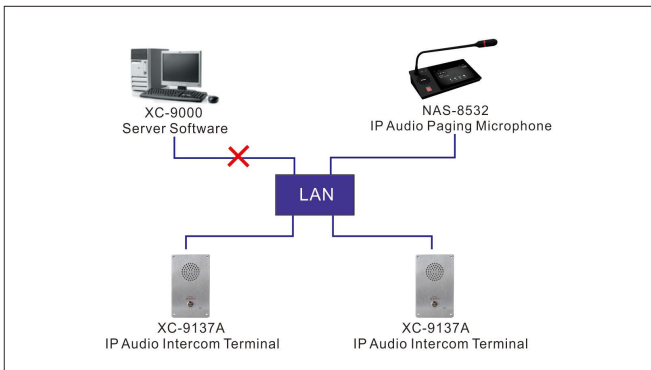 XC-9000
Server Software
NAS-8532
IP Audio Paging Microphone
LAN
XC-9137A
IP Audio Intercom Terminal
XC-9137A
IP Audio Intercom Terminal